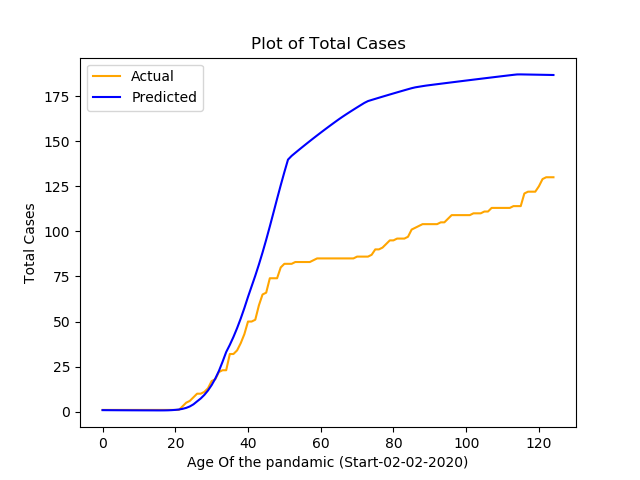 Plot of Total Cases
Actual
Predicted
175
150
125
100
75
50
25
0
Total Cases
0 20 40 60 80 100 120
Age Of the pandamic (Start-02-02-2020)